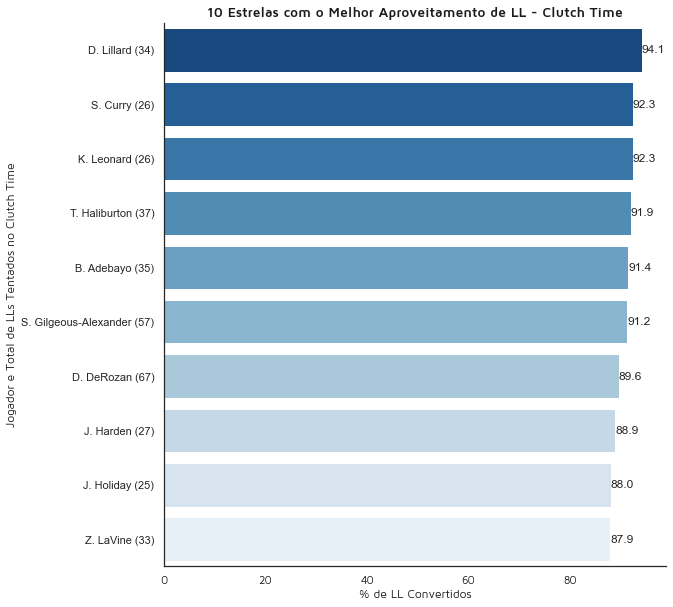 10 Estrelas com o Melhor Aproveitamento de LL - Clutch Time
Jogador e Total de LLs Tentados no Clutch Time
D. Lillard (34) 94.1
S. Curry (26) 92.3
K. Leonard (26) 92.3
T. Haliburton (37) 91.9
B. Adebayo (35) 91.4
S. Gilgeous-Alexander (57) 91.2
D. DeRozan (67) 89.6
J. Harden (27) 88.9
J. Holiday (25) 88.0
Z. LaVine (33) 87.9
0 20 40 60 80
% de LL Convertidos